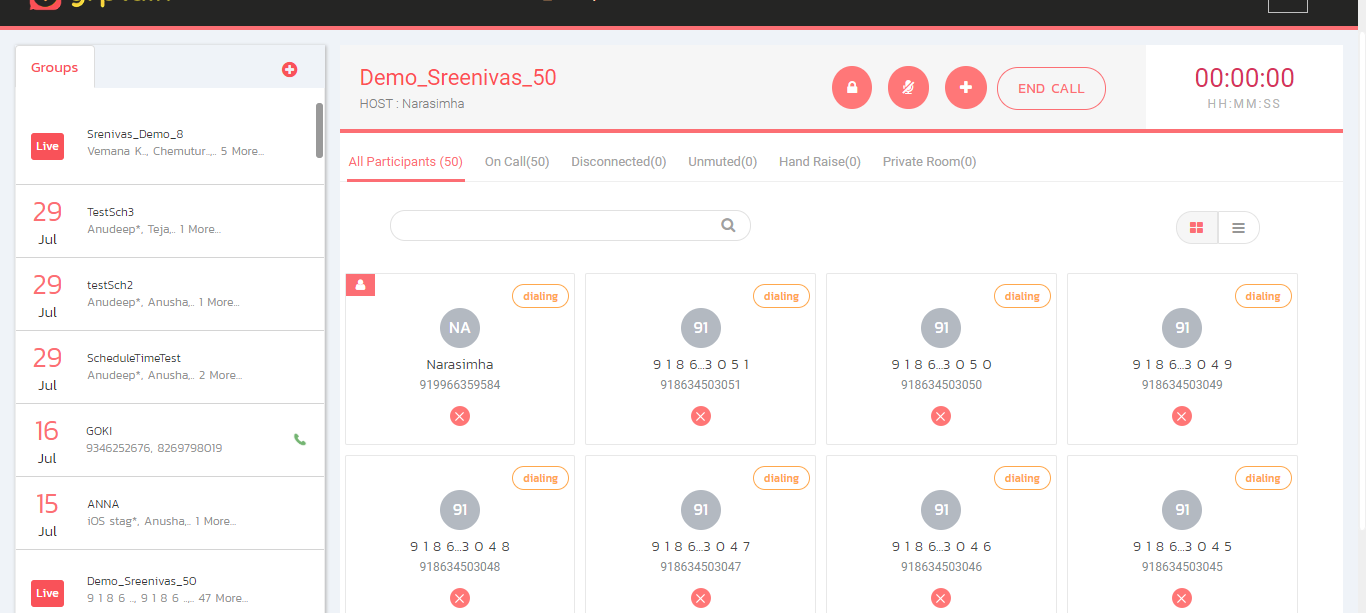 Groups
Live
Srenivas_Demo_8
Vemana K., Chemutur..,.. 5 More...
29
Jul
TestSch3
Anudeep*, Teja,.. 1 More...
29
Jul
testSch2
Anudeep*, Anusha,.. 1 More...
29
Jul
ScheduleTimeTest
Anudeep*, Anusha,.. 2 More...
16
Jul
GOKI
9346252676, 8269798019
15
Jul
ANNA
iOS stag*, Anusha,.. 1 More...
Live
Demo_Sreenivas_50
9 1 8 6 .., 9 1 8 6 ..,.. 47 More...
Demo_Sreenivas_50
HOST : Narasimha
END CALL
00:00:00
HH:MM:SS
All Participants (50) On Call(50) Disconnected(0) Unmuted(0) Hand Raise(0) Private Room(0)
dialing
NA
Narasimha
919966359584
dialing
91
9 1 8 6...3 0 5 1
918634503051
dialing
91
9 1 8 6...3 0 5 0
918634503050
dialing
91
9 1 8 6...3 0 4 9
918634503049
dialing
91
9 1 8 6...3 0 4 8
918634503048
dialing
91
9 1 8 6...3 0 4 7
918634503047
dialing
91
9 1 8 6...3 0 4 6
918634503046
dialing
91
9 1 8 6...3 0 4 5
918634503045